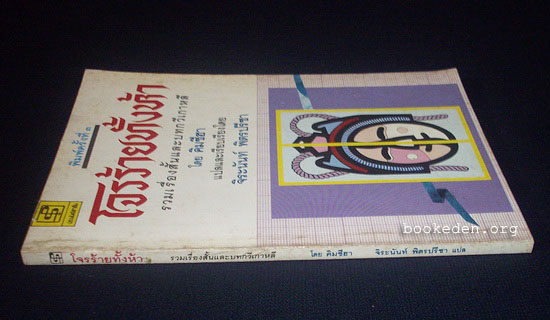 พิมพ์ครั้งที่ ๓
โจรร้ายทั้งห้า
รวมเรื่องสั้นและบทกวีเกาหลี
โดย คิมชีฮา
แปลและเรียบเรียงโดย
จิระนันท์ พิตรปรีชา
bookeden.org
โจรร้ายทั้งห้า รวมเรื่องสั้นและบทกวีเกาหลี โดย คิมชีฮา จิระนันท์ พิตรปรีชา แปล